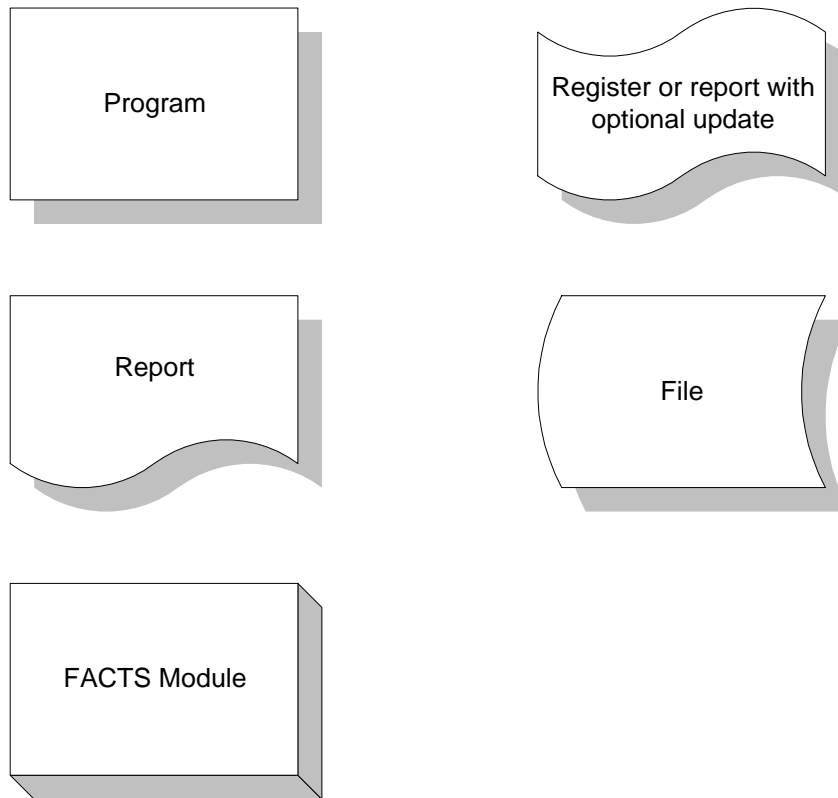 Program
Register or report with
optional update
Report
File
FACTS Module